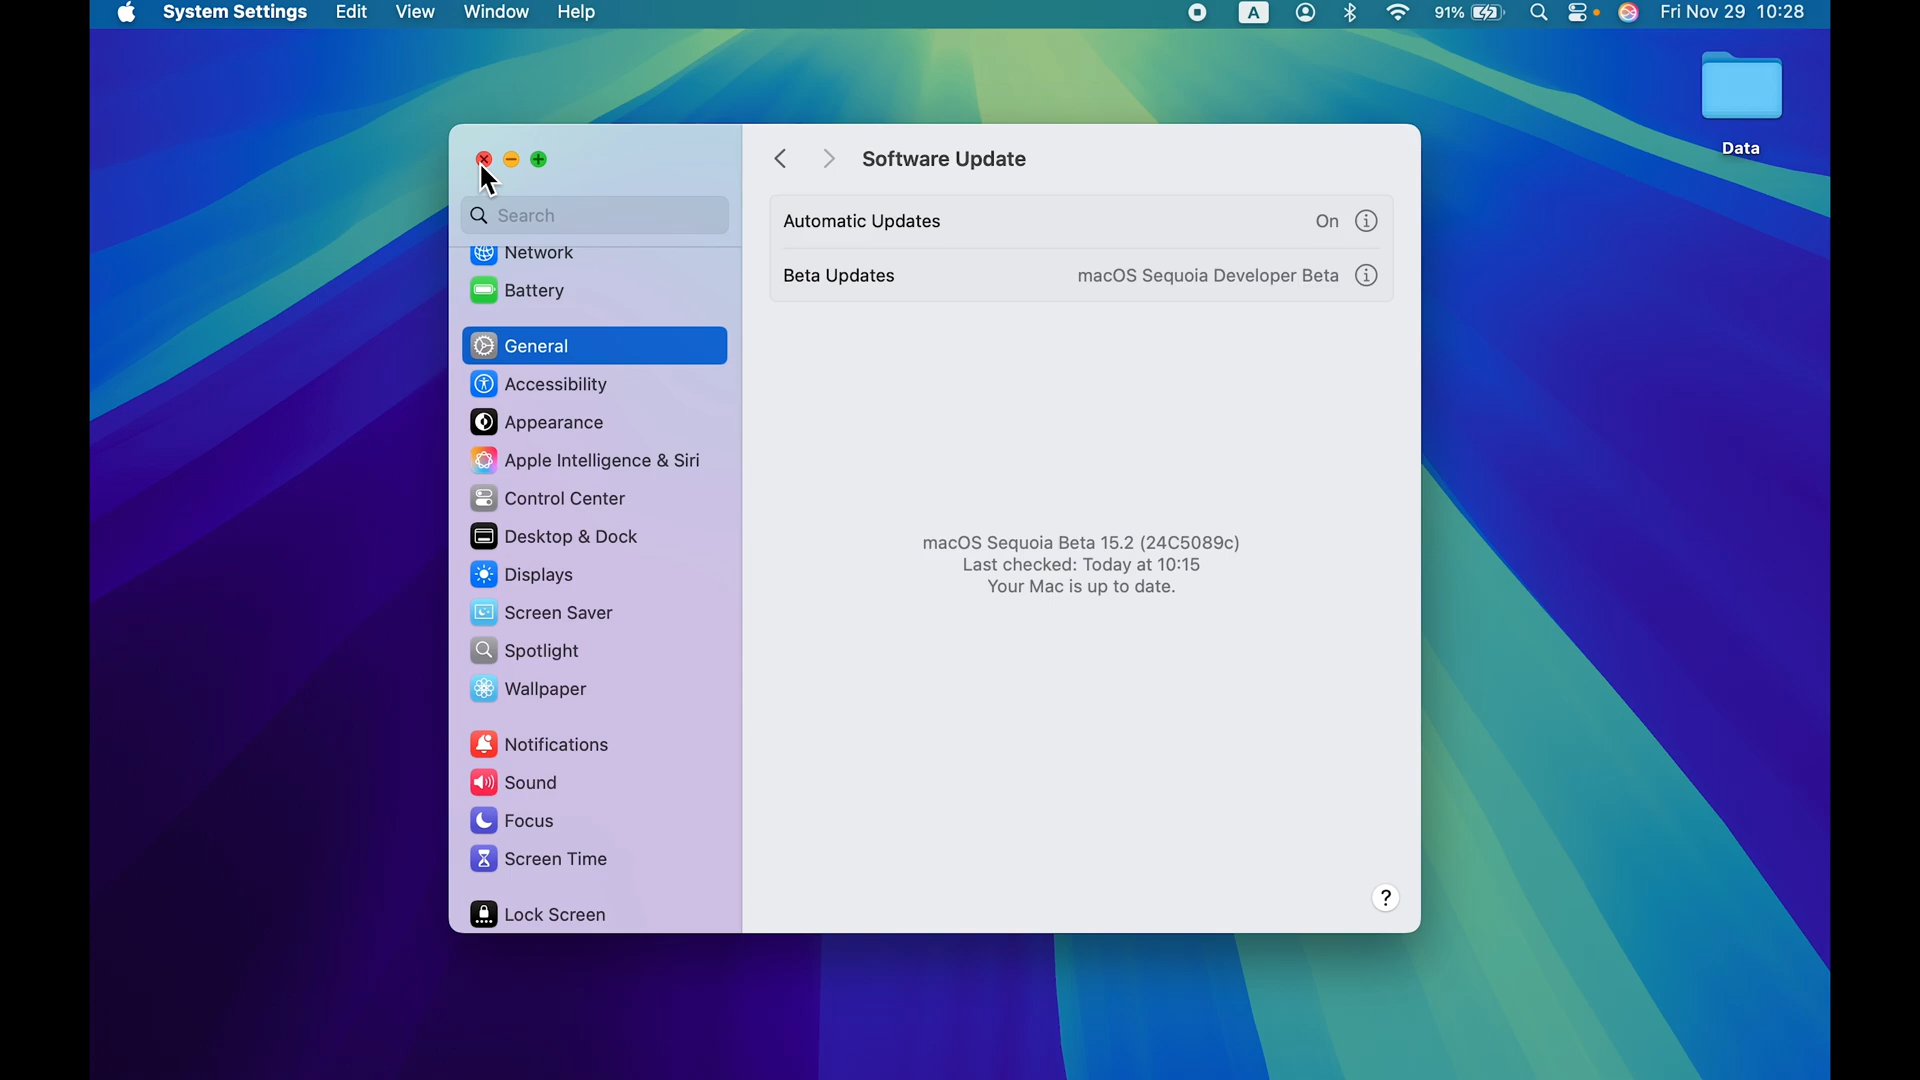 System Settings Edit View Window Help A 91% Fri Nov 29 10:28
Data
Search
Network
Battery
General
Accessibility
Appearance
Apple Intelligence & Siri
Control Center
Desktop & Dock
Displays
Screen Saver
Spotlight
Wallpaper
Notifications
Sound
Focus
Screen Time
Lock Screen
Software Update
Automatic Updates On
Beta Updates macOS Sequoia Developer Beta
macOS Sequoia Beta 15.2 (24C5089c)
Last checked: Today at 10:15
Your Mac is up to date.
?